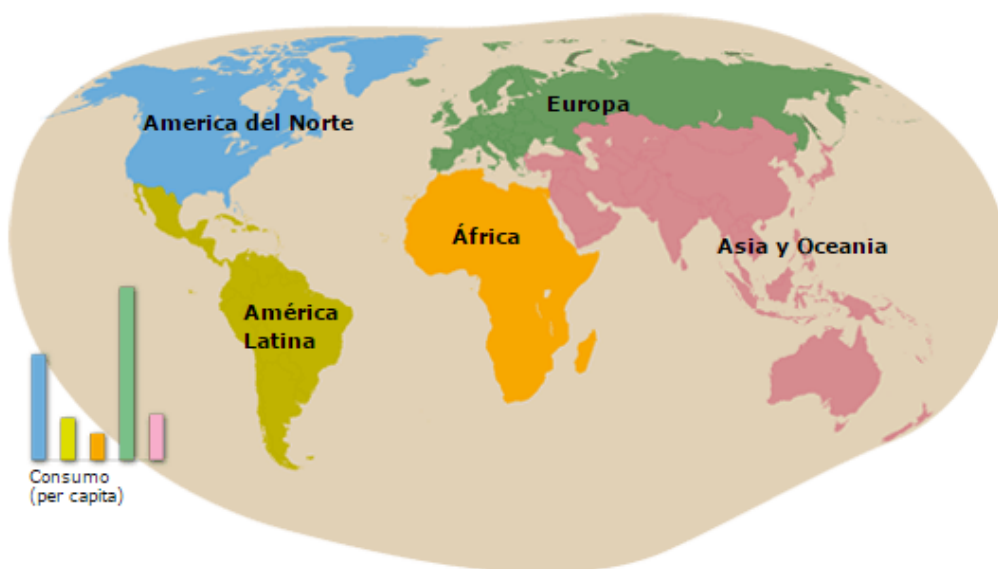 Europa
America del Norte
África
Asia y Oceania
América
Latina
Consumo
(per capita)